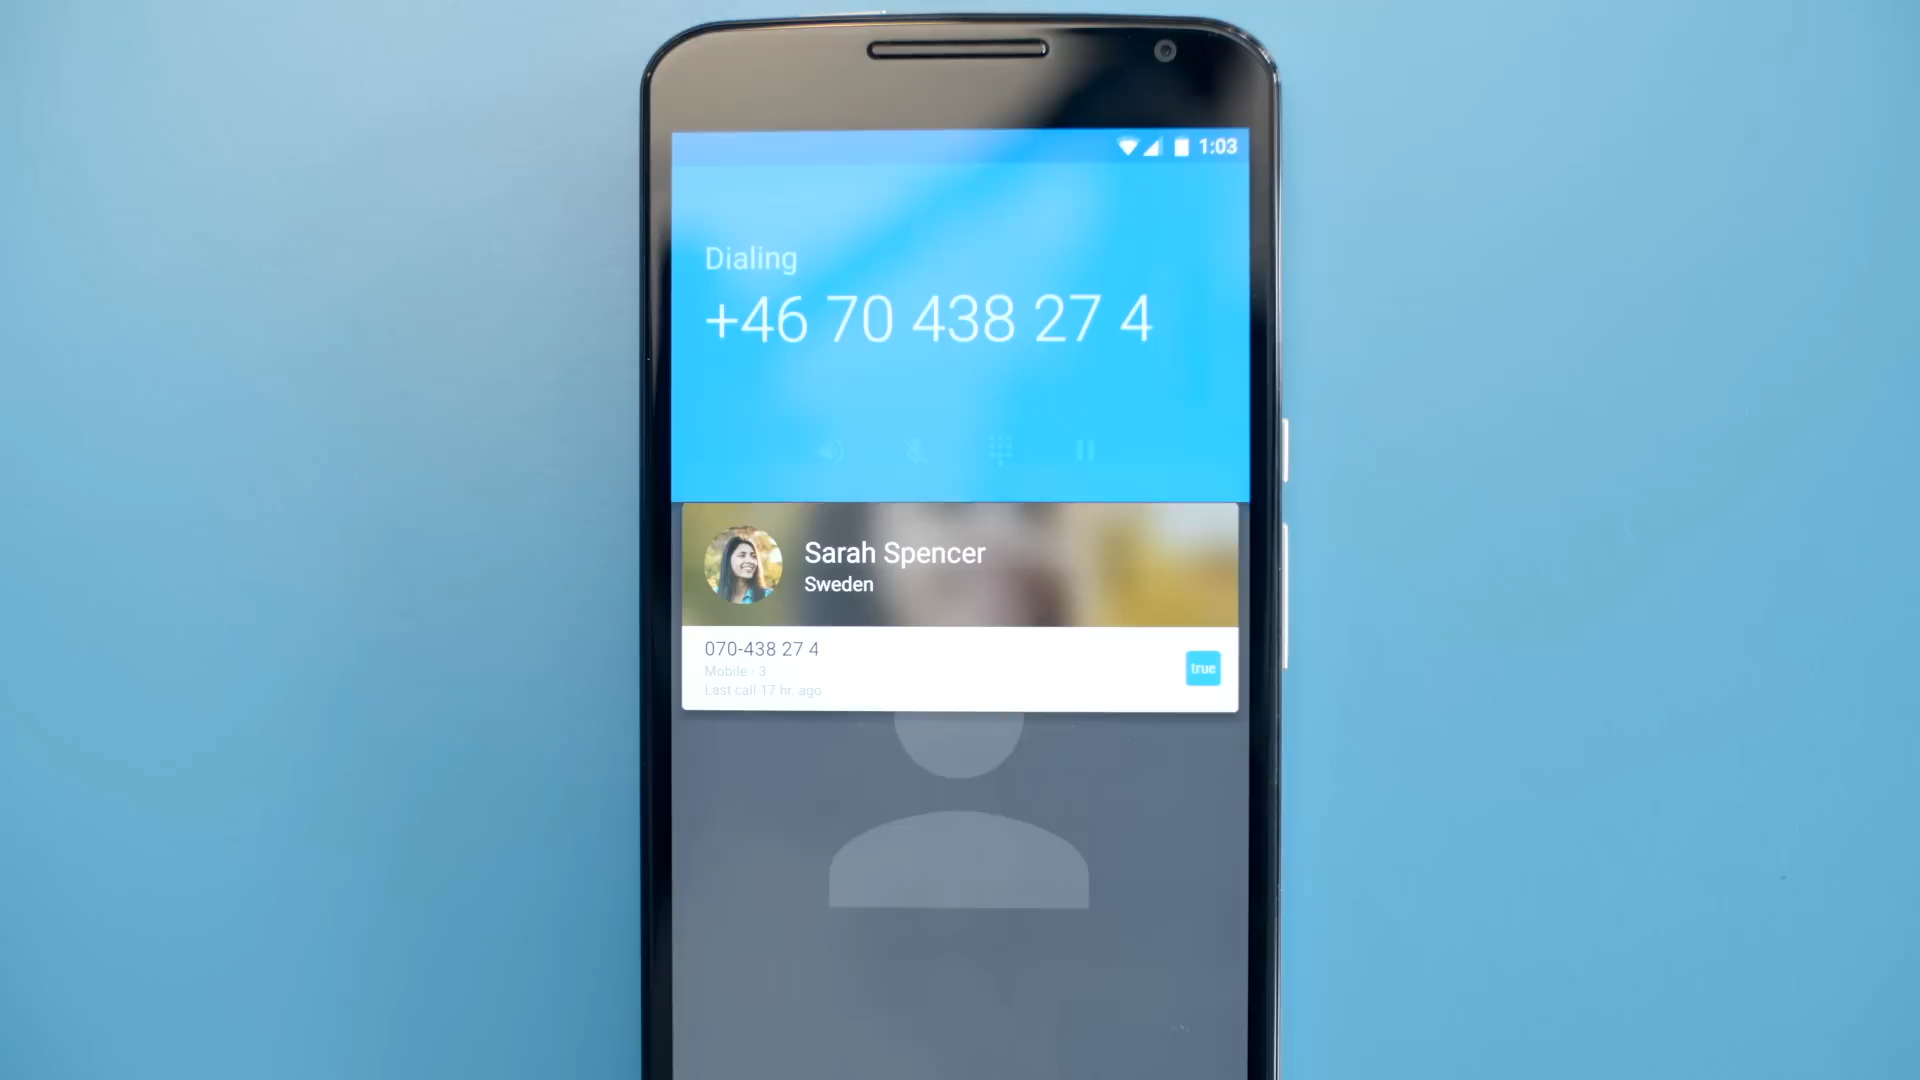 1:03
Dialing
+46 70 438 27 4
Sarah Spencer
Sweden
070-438 27 4
Mobile - 3
Last call 17 hr. ago
true